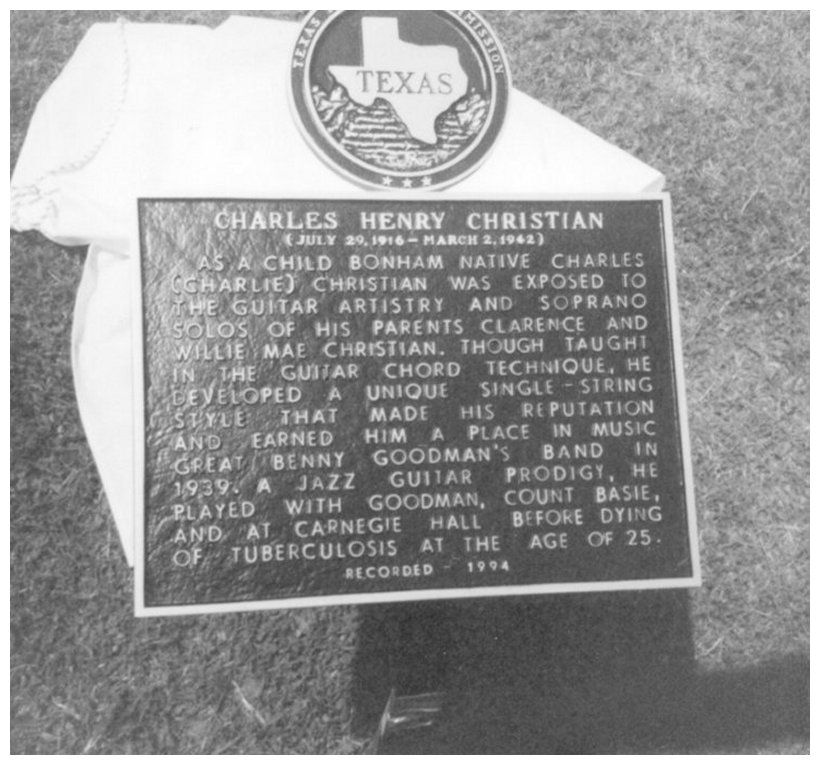 TEXAS MISSION
TEXAS
CHARLES HENRY CHRISTIAN
(JULY 29, 1916 – MARCH 2, 1942)
AS A CHILD BONHAM NATIVE CHARLES
(CHARLIE) CHRISTIAN WAS EXPOSED TO
THE GUITAR ARTISTRY AND SOPRANO
SOLOS OF HIS PARENTS CLARENCE AND
WILLIE MAE CHRISTIAN. THOUGH TAUGHT
IN THE GUITAR CHORD TECHNIQUE, HE
DEVELOPED A UNIQUE SINGLE-STRING
STYLE THAT MADE HIS REPUTATION
AND EARNED HIM A PLACE IN MUSIC
GREAT BENNY GOODMAN'S BAND IN
1939. A JAZZ GUITAR PRODIGY, HE
PLAYED WITH GOODMAN, COUNT BASIE,
AND AT CARNEGIE HALL BEFORE DYING
OF TUBERCULOSIS AT THE AGE OF 25.
RECORDED - 1994